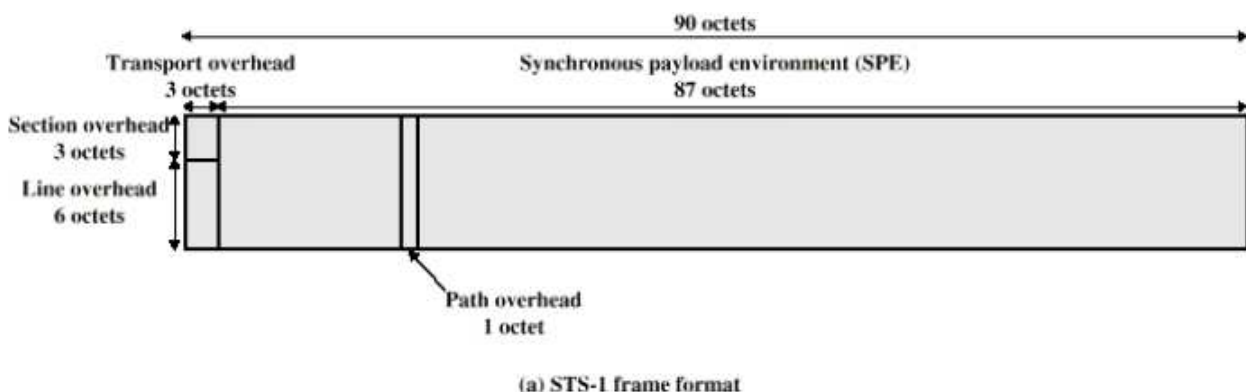 90 octets
Transport overhead
3 octets
Synchronous payload environment (SPE)
87 octets
Section overhead
3 octets
Line overhead
6 octets
Path overhead
1 octet
(a) STS-1 frame format